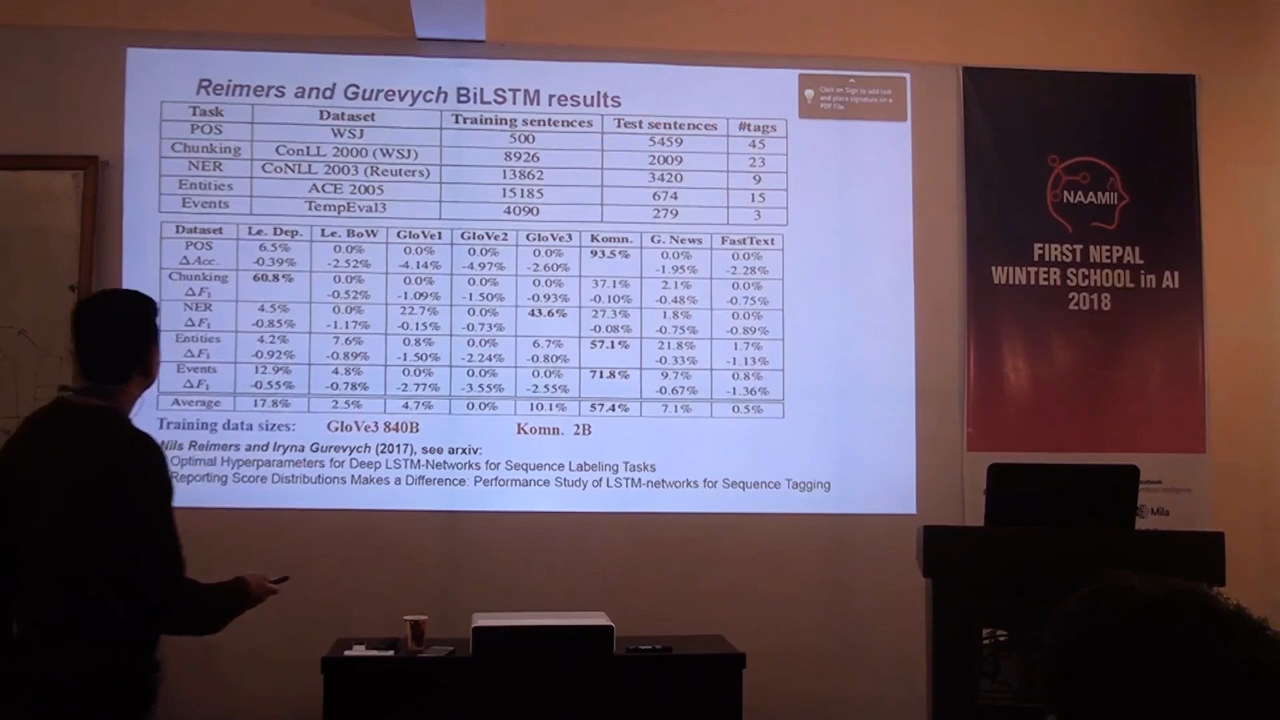 Reimers and Gurevych BiLSTM results
Click on Sign to add text
and place signature on a
PDF File.
Task Dataset Training sentences Test sentences #tags
POS WSJ 500 5459 45
Chunking ConLL 2000 (WSJ) 8926 2009 23
NER CoNLL 2003 (Reuters) 13862 3420 9
Entities ACE 2005 15185 674 15
Events TempEval3 4090 279 3
Dataset Le. Dep. Le. BoW GloVe1 GloVe2 GloVe3 Komn. G. News FastText
POS 6.5% 0.0% 0.0% 0.0% 0.0% 93.5% 0.0% 0.0%
ΔAcc. -0.39% -2.52% -4.14% -4.97% -2.60% -1.95% -2.28%
Chunking 60.8% 0.0% 0.0% 0.0% 0.0% 37.1% 2.1% 0.0%
ΔF1 -0.52% -1.09% -1.50% -0.93% -0.10% -0.48% -0.75%
NER 4.5% 0.0% 22.7% 0.0% 43.6% 27.3% 1.8% 0.0%
ΔF1 -0.85% -1.17% -0.15% -0.73% -0.08% -0.75% -0.89%
Entities 4.2% 7.6% 0.8% 0.0% 6.7% 57.1% 21.8% 1.7%
ΔF1 -0.92% -0.89% -1.50% -2.24% -0.80% -0.33% -1.13%
Events 12.9% 4.8% 0.0% 0.0% 0.0% 71.8% 9.7% 0.8%
ΔF1 -0.55% -0.78% -2.77% -3.55% -2.55% -0.67% -1.36%
Average 17.8% 2.5% 4.7% 0.0% 10.1% 57.4% 7.1% 0.5%
Training data sizes: GloVe3 840B Komn. 2B
Nils Reimers and Iryna Gurevych (2017), see arxiv:
Optimal Hyperparameters for Deep LSTM-Networks for Sequence Labeling Tasks
Reporting Score Distributions Makes a Difference: Performance Study of LSTM-networks for Sequence Tagging
NAAMII
FIRST NEPAL
WINTER SCHOOL in AI
2018
Mila